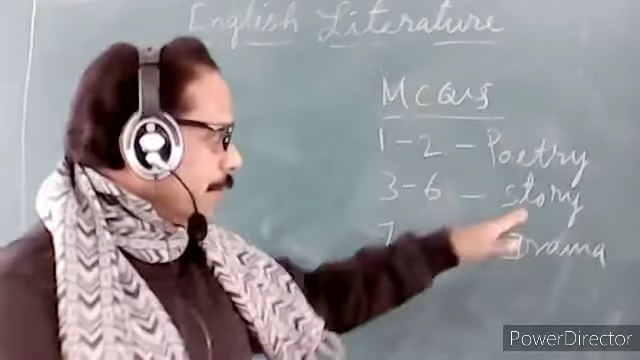 English Literature
MCQs
1-2 - Poetry
3-6 - Story
7 Drama
PowerDirector